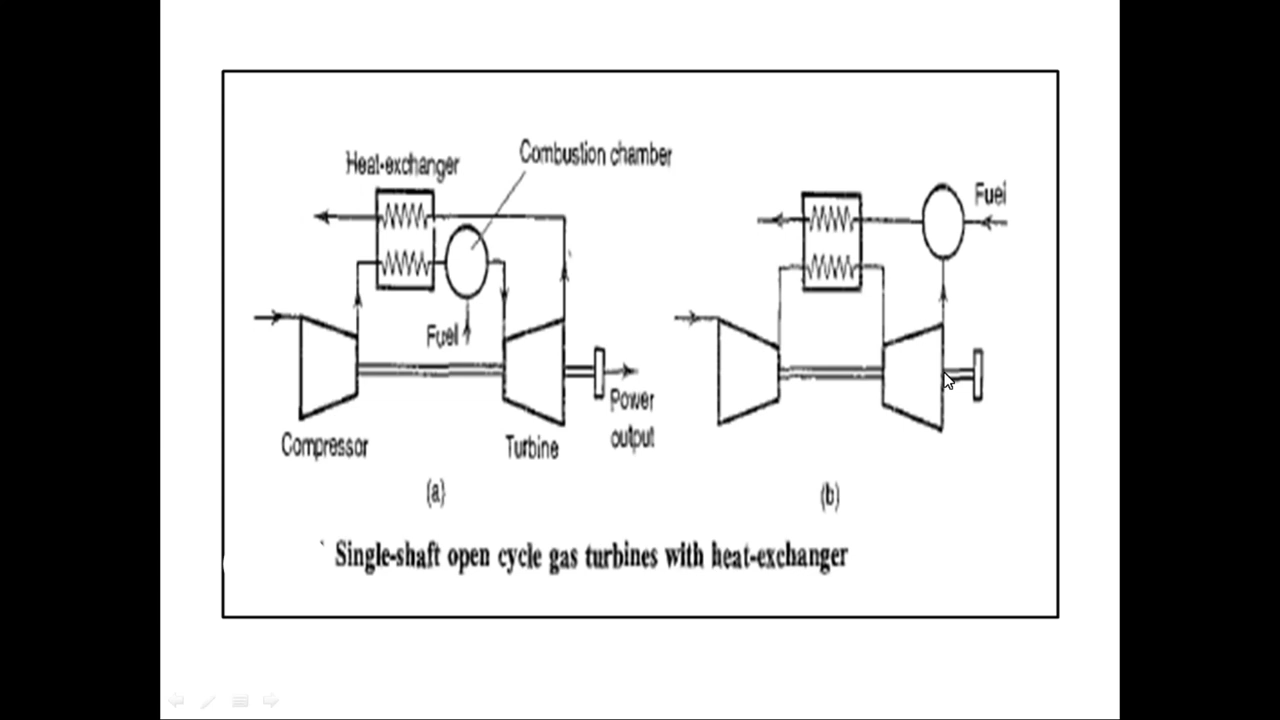 Heat-exchanger
Combustion chamber
Fuel
Fuel
Power
output
Compressor
Turbine
(a)
(b)
Single-shaft open cycle gas turbines with heat-exchanger